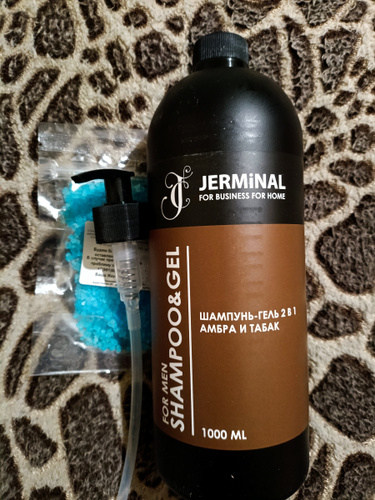 JERMiNAL
FOR BUSINESS FOR HOME
FOR MEN
SHAMPOO&GEL
ШАМПУНЬ-ГЕЛЬ 2 В 1
АМБРА И ТАБАК
1000 ML